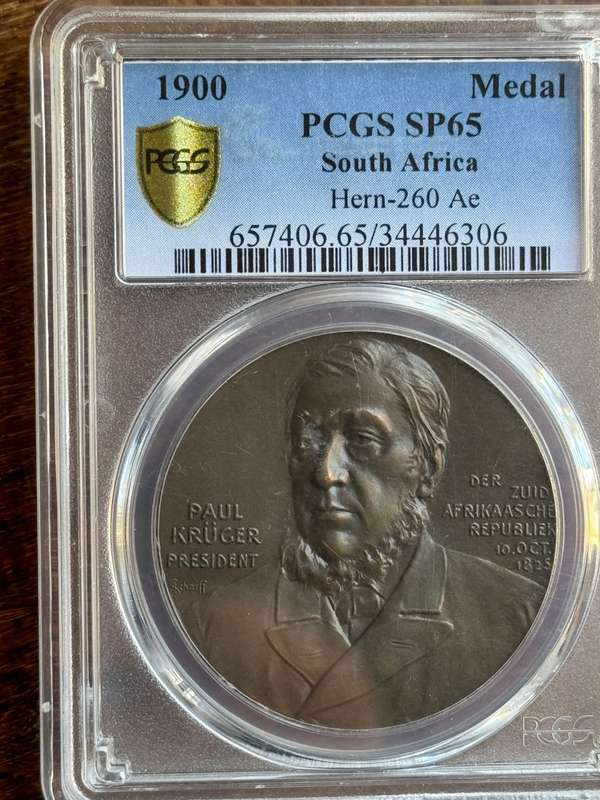 1900 Medal
PCGS
PCGS SP65
South Africa
Hern-260 Ae
657406.65/34446306
PAUL
KRÜGER
PRESIDENT
DER
ZUID
AFRIKAASCHE
REPUBLIEK
10.OCT.
1825
A.Scharff
PCGS